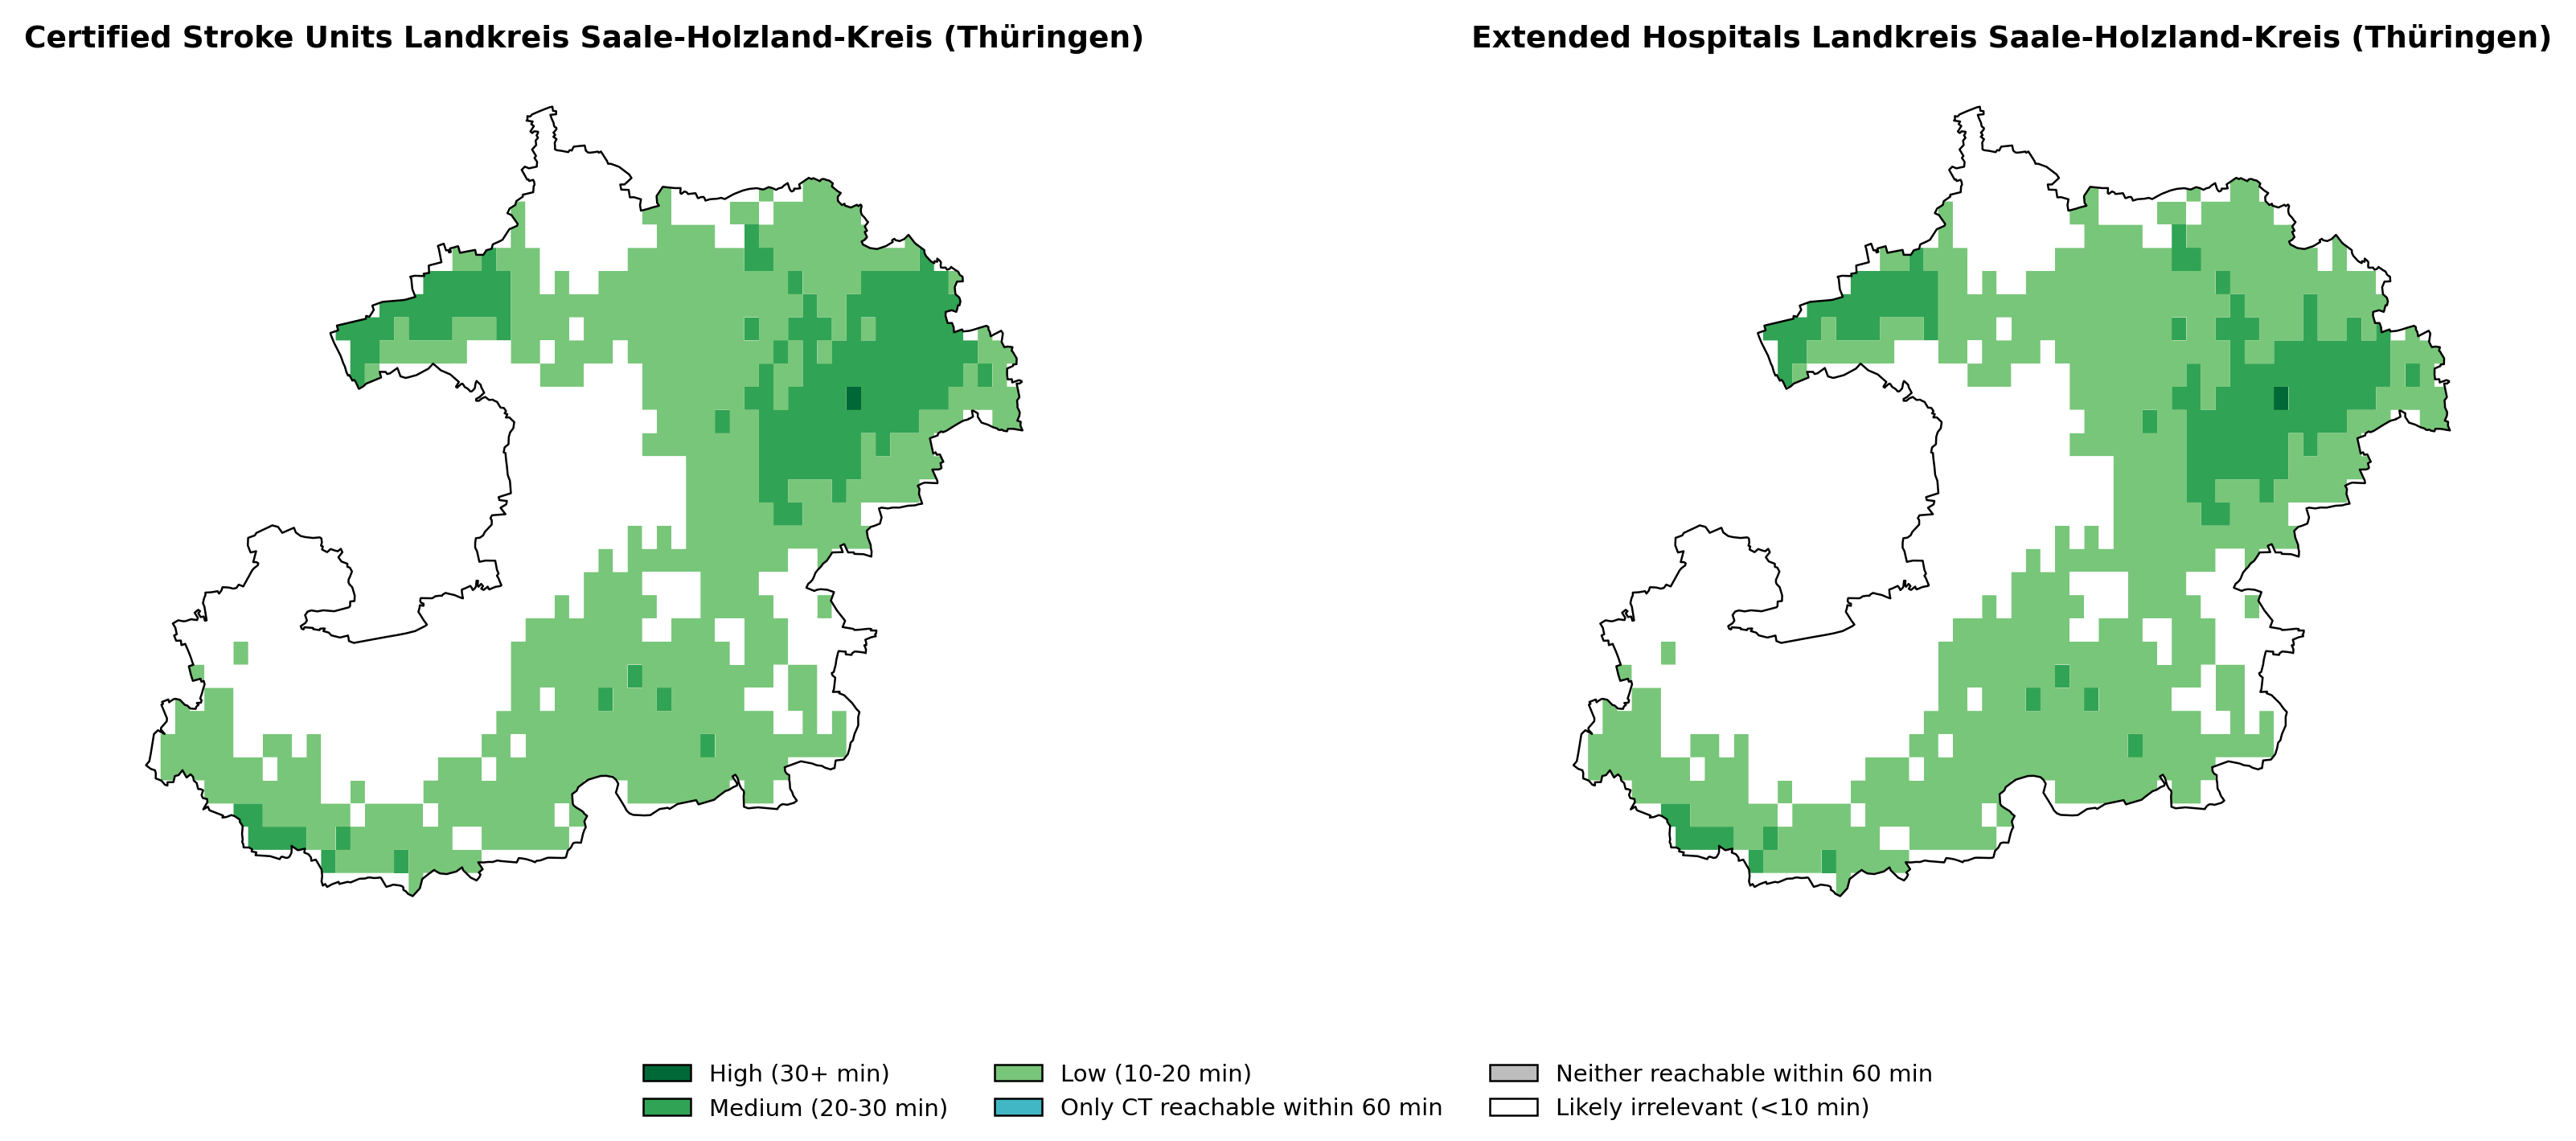 Certified Stroke Units Landkreis Saale-Holzland-Kreis (Thüringen)
Extended Hospitals Landkreis Saale-Holzland-Kreis (Thüringen)
High (30+ min)
Medium (20-30 min)
Low (10-20 min)
Only CT reachable within 60 min
Neither reachable within 60 min
Likely irrelevant (<10 min)